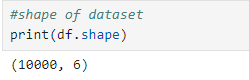 #shape of dataset
print(df.shape)
(10000, 6)